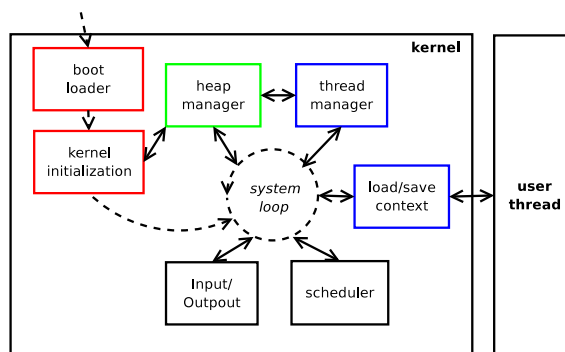 kernel
boot
loader
heap
manager
thread
manager
kernel
initialization
system
loop
load/save
context
user
thread
Input/
Outpout
scheduler